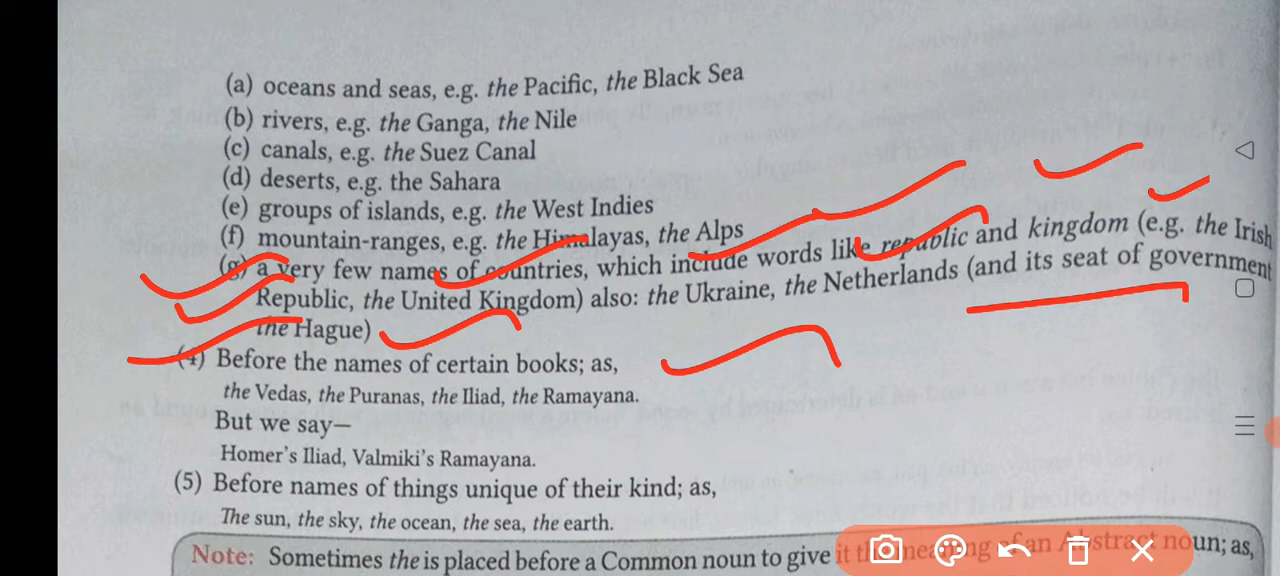 (a) oceans and seas, e.g. the Pacific, the Black Sea
(b) rivers, e.g. the Ganga, the Nile
(c) canals, e.g. the Suez Canal
(d) deserts, e.g. the Sahara
(e) groups of islands, e.g. the West Indies
(f) mountain-ranges, e.g. the Himalayas, the Alps
(g) a very few names of countries, which include words like republic and kingdom (e.g. the Irish
Republic, the United Kingdom) also: the Ukraine, the Netherlands (and its seat of government
the Hague)
(4) Before the names of certain books; as,
the Vedas, the Puranas, the Iliad, the Ramayana.
But we say—
Homer's Iliad, Valmiki's Ramayana.
(5) Before names of things unique of their kind; as,
The sun, the sky, the ocean, the sea, the earth.
Note: Sometimes the is placed before a Common noun to give it the meaning of an Abstract noun; as,